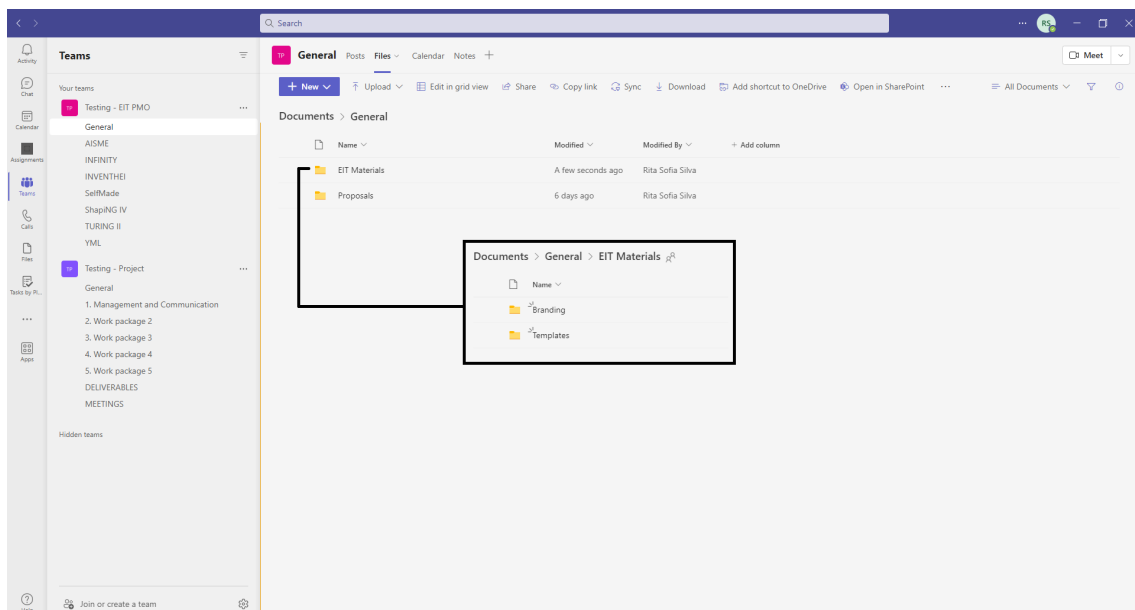 Search
... RS
Activity
Chat
Calendar
Assignments
Teams
Calls
Files
Tasks by Pl...
...
Apps
Teams
Your teams
TP Testing - EIT PMO ...
General
AISME
INFINITY
INVENTHEI
SelfMade
ShapiNG IV
TURING II
YML
TP Testing - Project ...
General
1. Management and Communication
2. Work package 2
3. Work package 3
4. Work package 4
5. Work package 5
DELIVERABLES
MEETINGS
Hidden teams
Join or create a team
TP General Posts Files Calendar Notes +
Meet
+ New Upload Edit in grid view Share Copy link Sync Download Add shortcut to OneDrive Open in SharePoint ... All Documents
Documents > General
Name Modified Modified By + Add column
EIT Materials A few seconds ago Rita Sofia Silva
Proposals 6 days ago Rita Sofia Silva
Documents > General > EIT Materials
Name
Branding
Templates